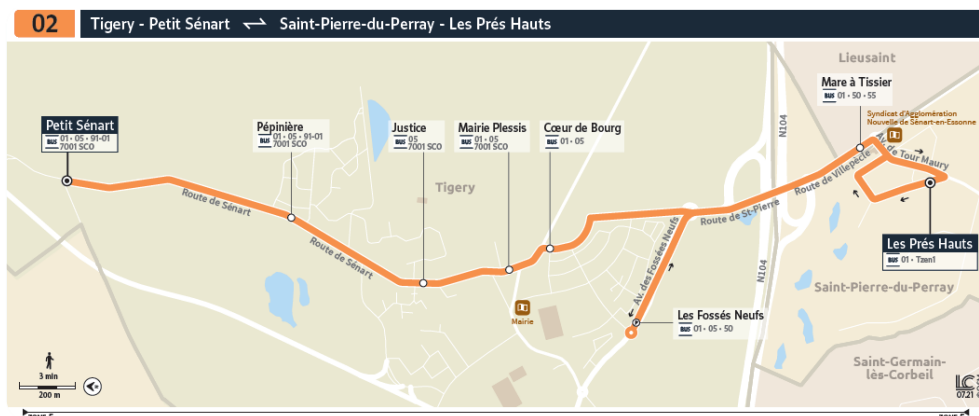 02 Tigery - Petit Sénart Saint-Pierre-du-Perray - Les Prés Hauts
Lieusaint
Mare à Tissier
BUS 01 • 50 • 55
Syndicat d'Agglomération
Nouvelle de Sénart-en-Essonne
Petit Sénart
BUS 01 • 05 • 91-01
7001 SCO
Pépinière
BUS 01 • 05 • 91-01
7001 SCO
Justice
BUS 05
7001 SCO
Mairie Plessis
BUS 01 • 05
7001 SCO
Cœur de Bourg
BUS 01 • 05
N104
Av. de Tour Maury
Tigery
Route de Sénart
Route de Sénart
Route de St-Pierre
Route de Villepècle
Av. des Fossées Neufs
N104
Les Prés Hauts
BUS 01 • Tzen1
Saint-Pierre-du-Perray
Mairie
Les Fossés Neufs
BUS 01 • 05 • 50
Saint-Germain-
lès-Corbeil
3 min
200 m
LC
07.21